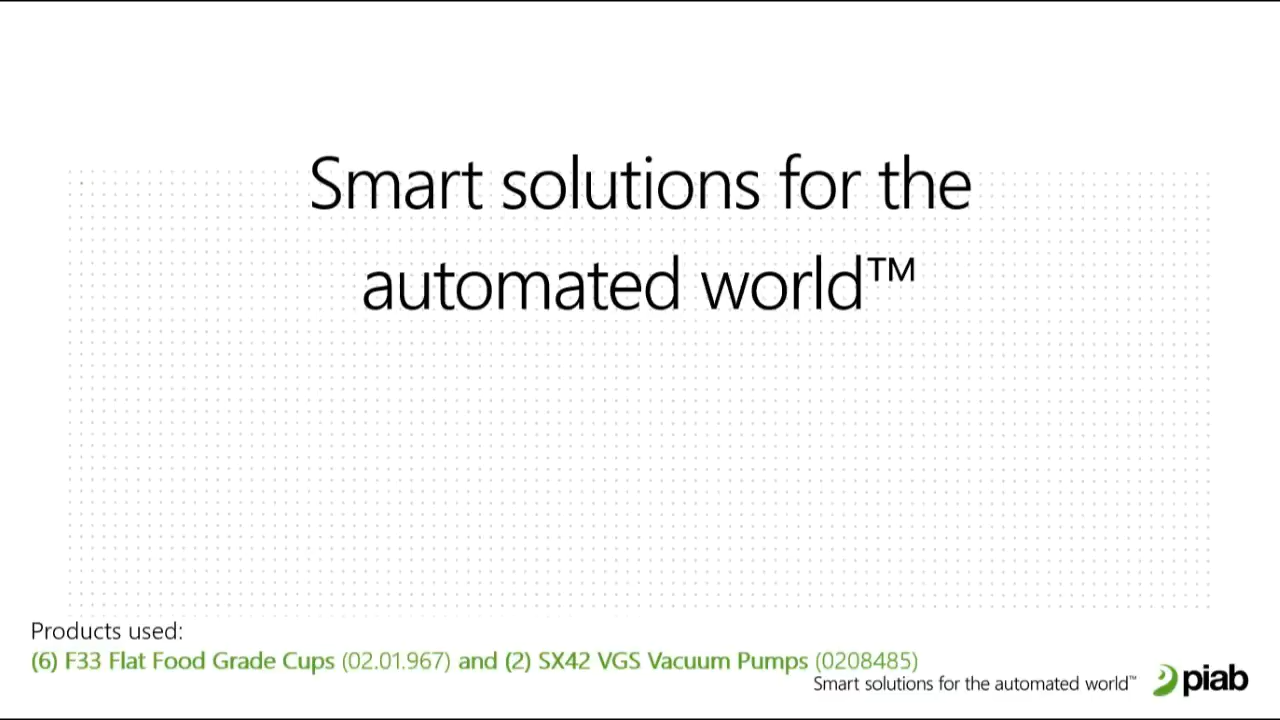 Smart solutions for the
automated world™
Products used:
(6) F33 Flat Food Grade Cups (02.01.967) and (2) SX42 VGS Vacuum Pumps (0208485)
Smart solutions for the automated world™
piab